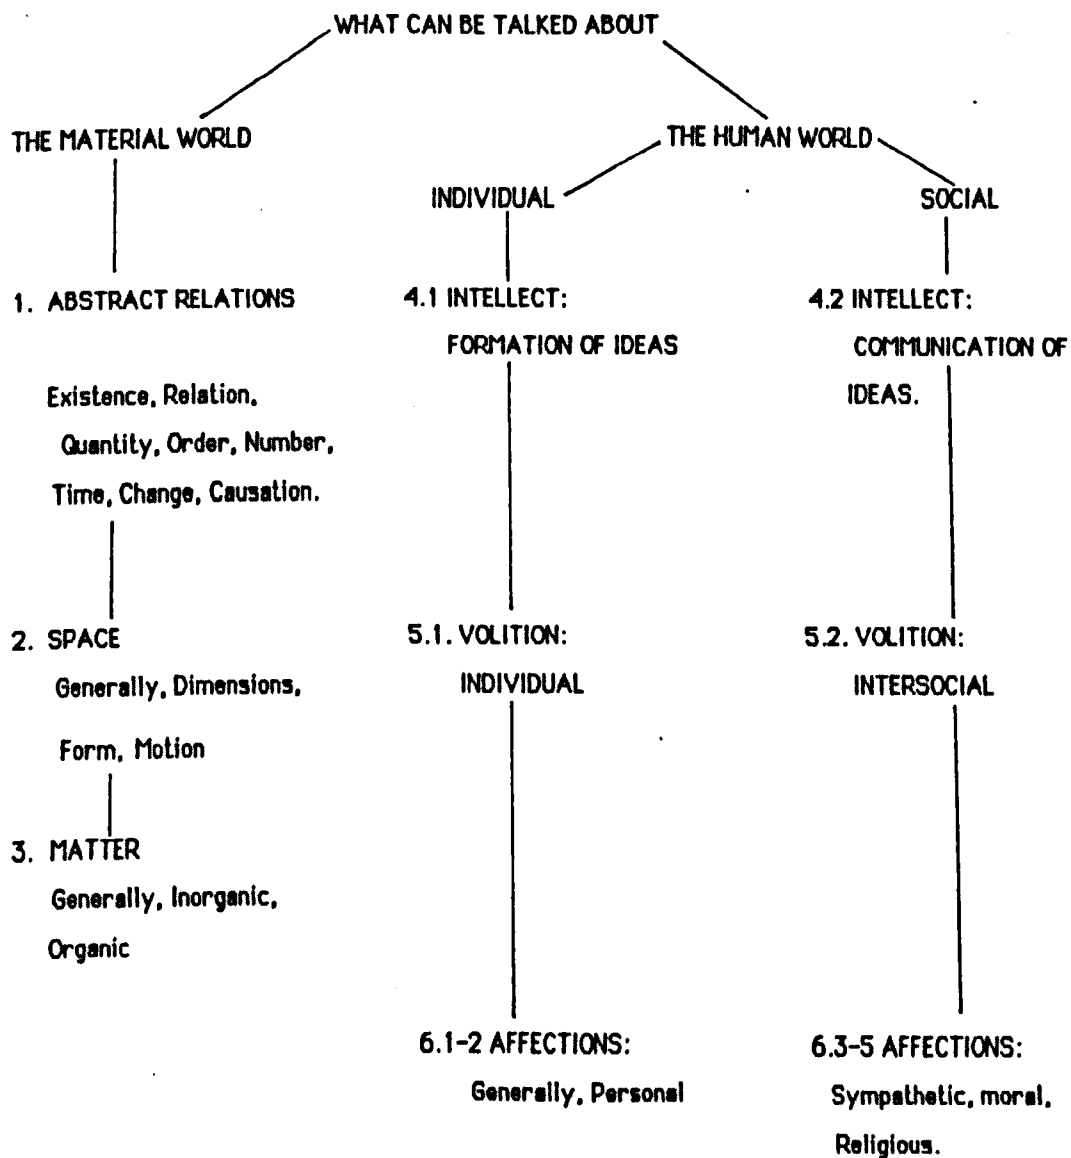 WHAT CAN BE TALKED ABOUT
THE MATERIAL WORLD
THE HUMAN WORLD
INDIVIDUAL
SOCIAL
1. ABSTRACT RELATIONS
Existence, Relation,
Quantity, Order, Number,
Time, Change, Causation.
2. SPACE
Generally, Dimensions,
Form, Motion
3. MATTER
Generally, Inorganic,
Organic
4.1 INTELLECT:
FORMATION OF IDEAS
5.1. VOLITION:
INDIVIDUAL
6.1-2 AFFECTIONS:
Generally, Personal
4.2 INTELLECT:
COMMUNICATION OF
IDEAS.
5.2. VOLITION:
INTERSOCIAL
6.3-5 AFFECTIONS:
Sympathetic, moral,
Religious.